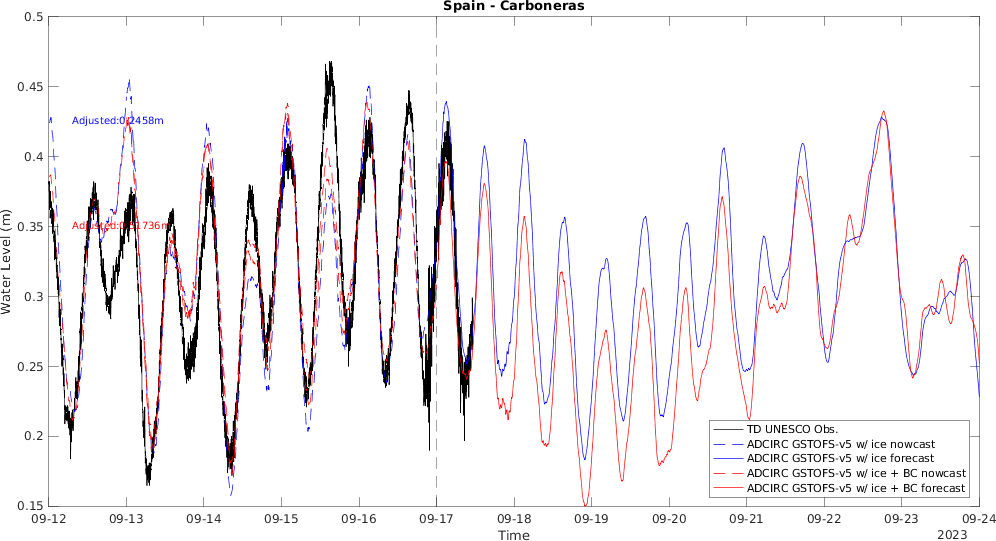 Spain - Carboneras
0.5
0.45
0.4
0.35
0.3
0.25
0.2
0.15
Water Level (m)
Adjusted:0.2458m
TD UNESCO Obs.
ADCIRC GSTOFS-v5 w/ ice nowcast
ADCIRC GSTOFS-v5 w/ ice forecast
ADCIRC GSTOFS-v5 w/ ice + BC nowcast
ADCIRC GSTOFS-v5 w/ ice + BC forecast
09-12 09-13 09-14 09-15 09-16 09-17 09-18 09-19 09-20 09-21 09-22 09-23 09-24
Time
2023